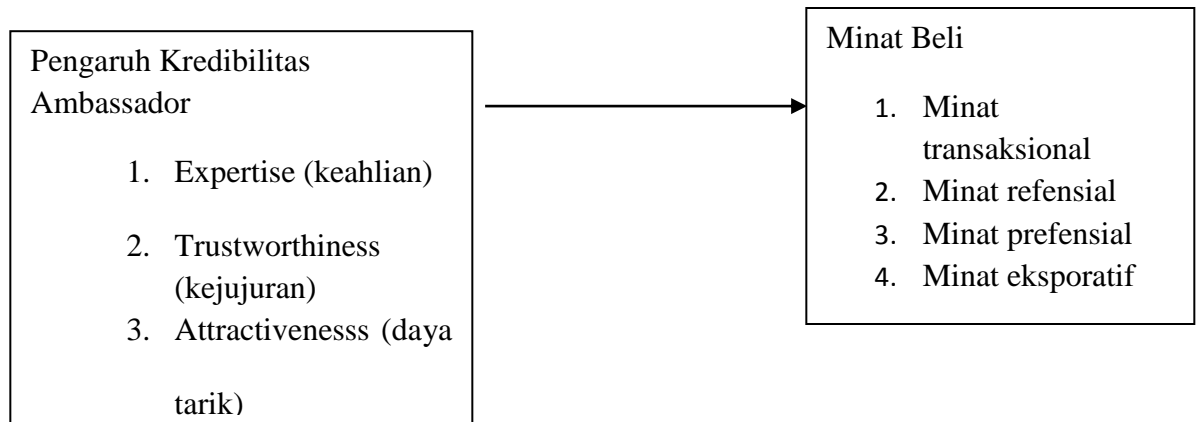 Pengaruh Kredibilitas
Ambassador
1. Expertise (keahlian)
2. Trustworthiness
(kejujuran)
3. Attractivenesss (daya
tarik)
Minat Beli
1. Minat
transaksional
2. Minat refensial
3. Minat prefensial
4. Minat eksporatif